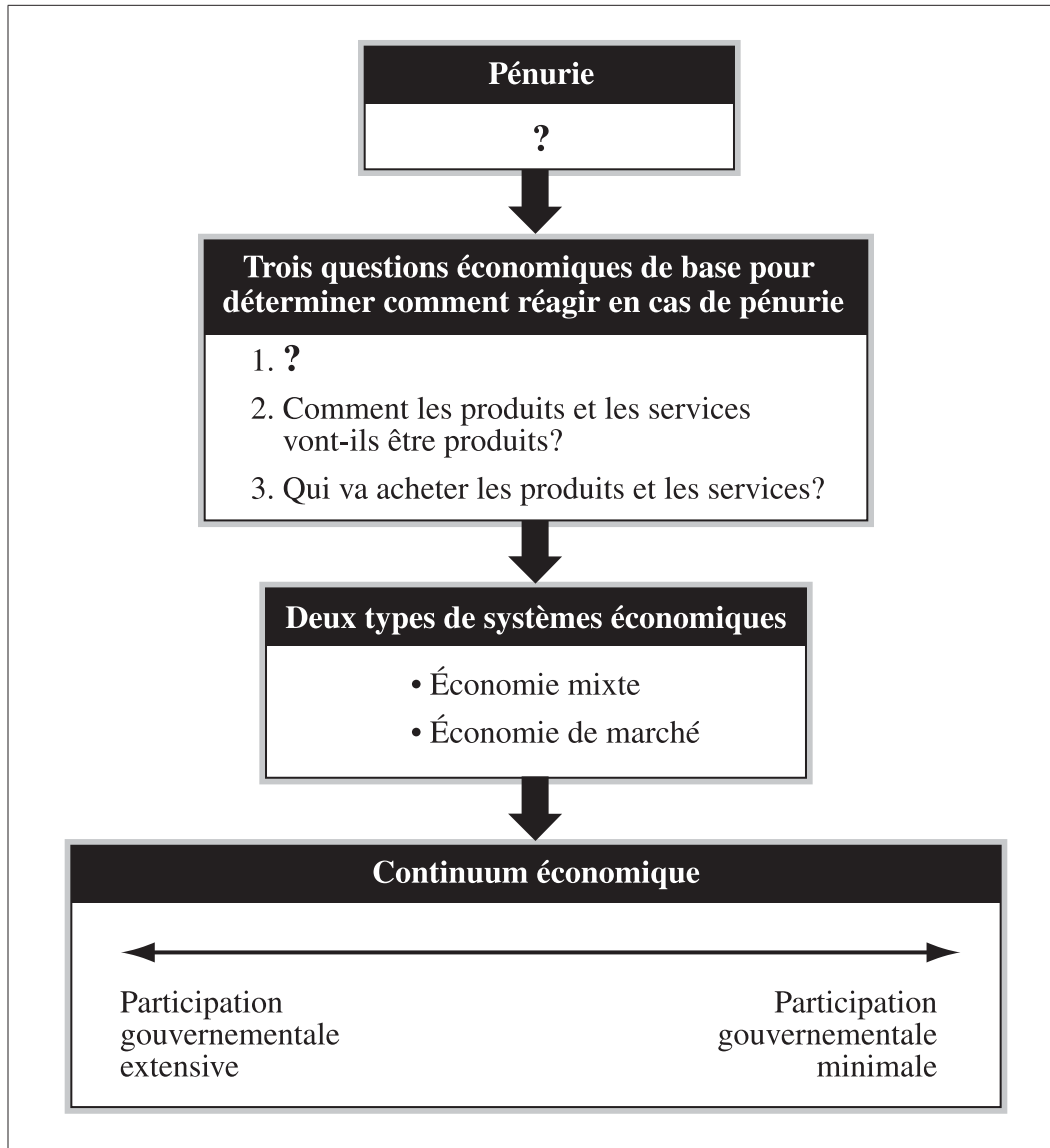 Pénurie
?
Trois questions économiques de base pour
déterminer comment réagir en cas de pénurie
1. ?
2. Comment les produits et les services
vont-ils être produits?
3. Qui va acheter les produits et les services?
Deux types de systèmes économiques
• Économie mixte
• Économie de marché
Continuum économique
Participation
gouvernementale
extensive
Participation
gouvernementale
minimale